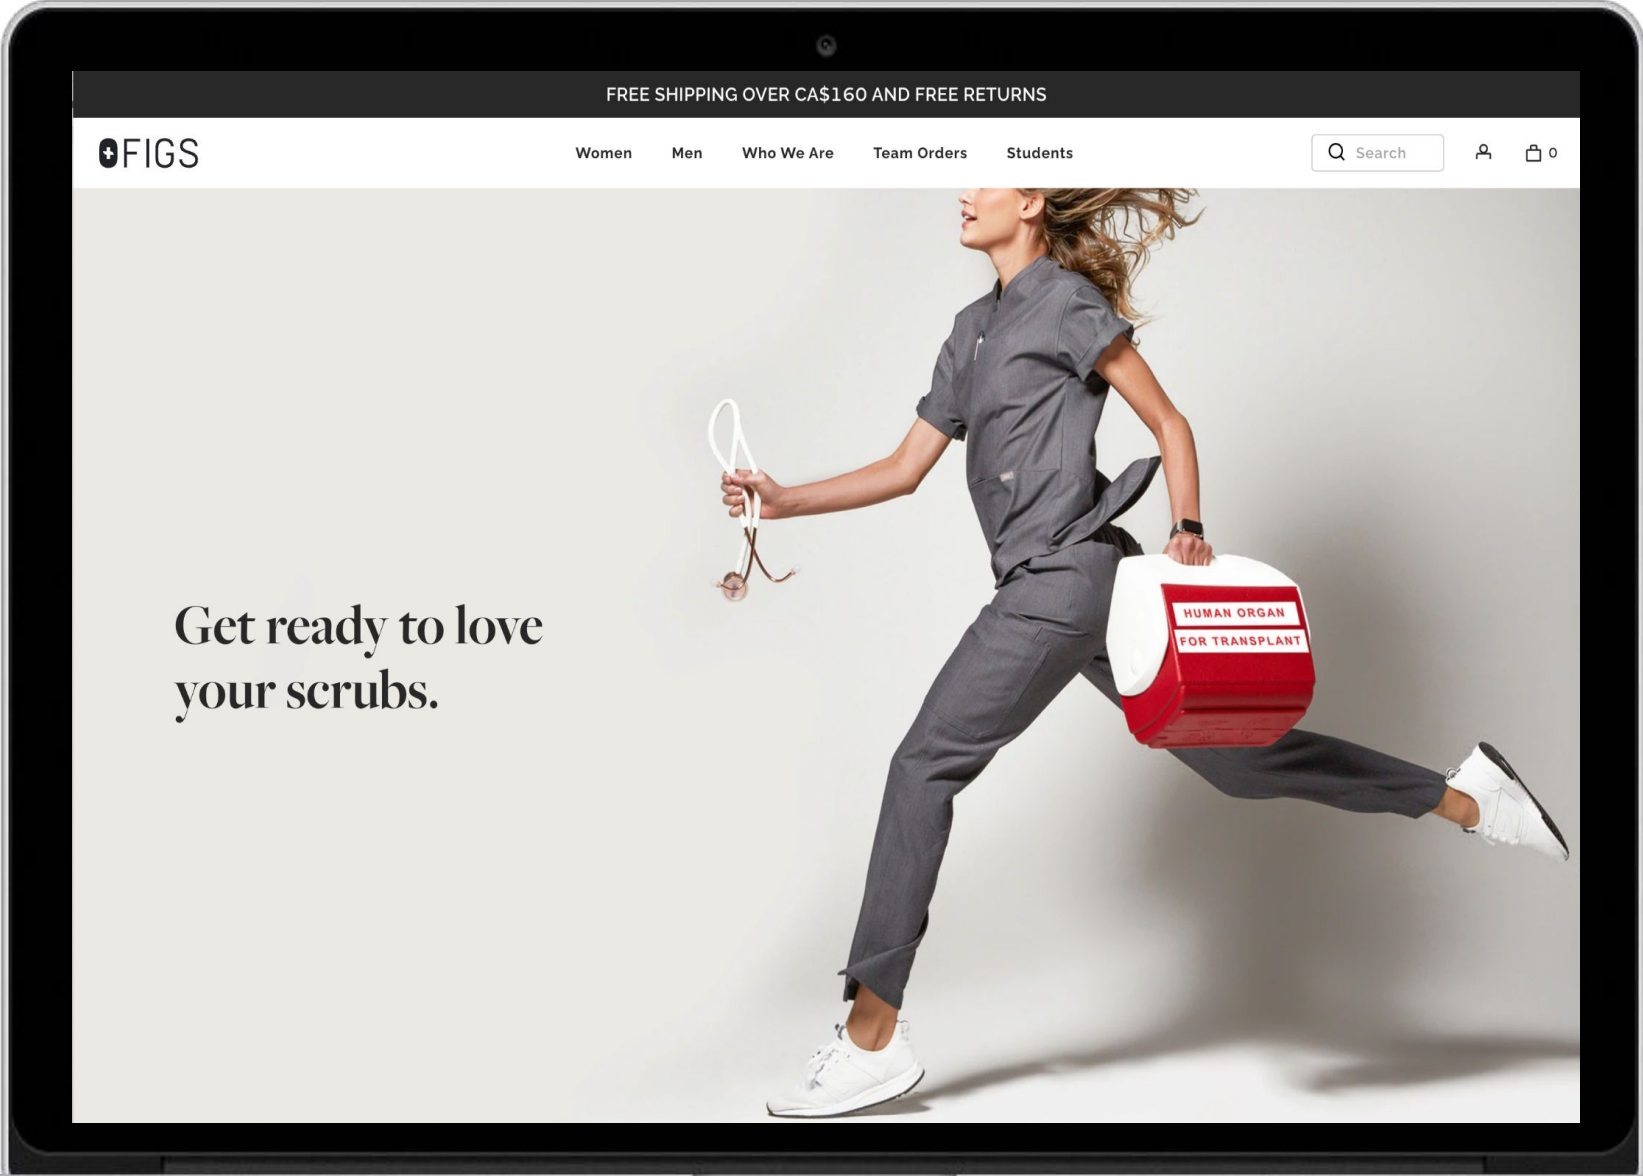 FREE SHIPPING OVER CA$160 AND FREE RETURNS
FIGS
Women
Men
Who We Are
Team Orders
Students
Search
0
Get ready to love
your scrubs.
HUMAN ORGAN
FOR TRANSPLANT